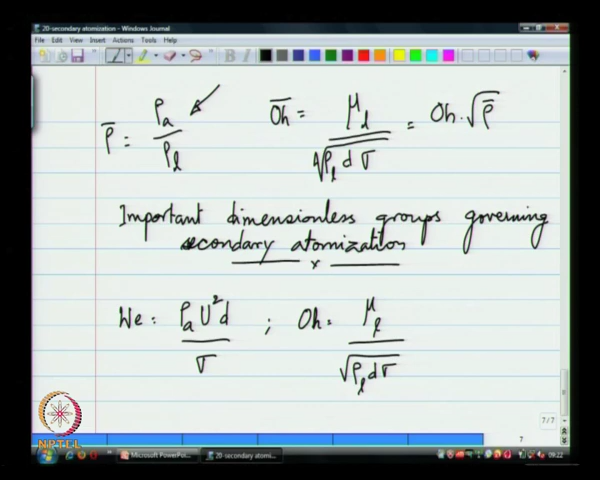 20-secondary atomization - Windows Journal
File Edit View Insert Actions Tools Help
ρ̄ = ρa/ρl   O̅h̅ = μl/√(ρl d σ) = Oh·√ρ̄
Important dimensionless groups governing
secondary atomization
x
We = ρa U² d/σ ; Oh = μl/√(ρl d σ)
7/7
7
NPTEL
Microsoft PowerPo... 20-secondary atomi... 09:22